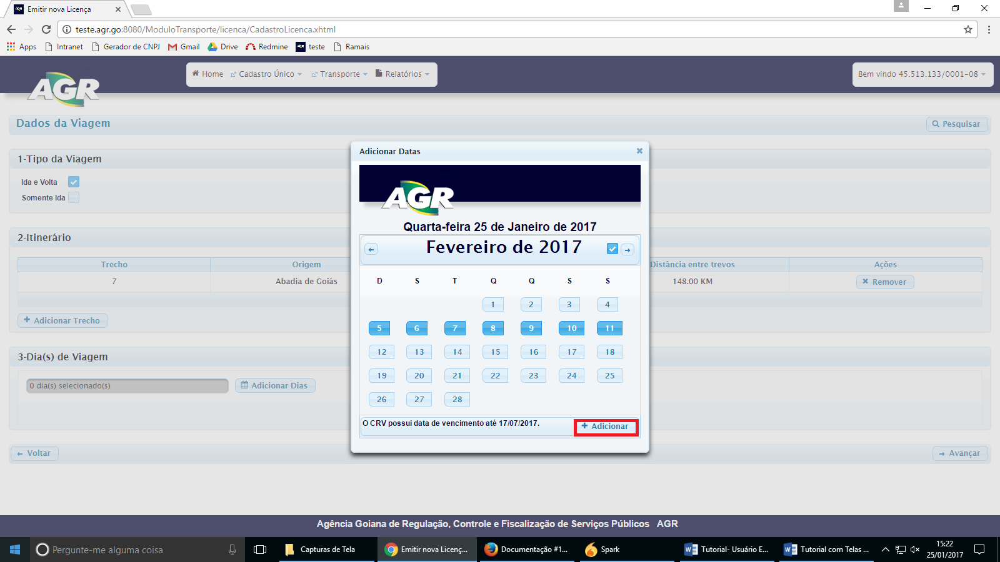 Emitir nova Licença
teste.agr.go:8080/ModuloTransporte/licenca/CadastroLicenca.xhtml
Apps Intranet Gerador de CNPJ Gmail Drive Redmine teste Ramais
AGR
Home Cadastro Único Transporte Relatórios
Bem vindo 45.513.133/0001-08
Dados da Viagem
Pesquisar
1-Tipo da Viagem
Ida e Volta
Somente Ida
2-Itinerário
Trecho Origem Distância entre trevos Ações
7 Abadia de Goiás 148.00 KM Remover
Adicionar Trecho
3-Dia(s) de Viagem
0 dia(s) selecionado(s) Adicionar Dias
Voltar
Avançar
Adicionar Datas
AGR
Quarta-feira 25 de Janeiro de 2017
Fevereiro de 2017
D S T Q Q S S
1 2 3 4
5 6 7 8 9 10 11
12 13 14 15 16 17 18
19 20 21 22 23 24 25
26 27 28
O CRV possui data de vencimento até 17/07/2017.
Adicionar
Agência Goiana de Regulação, Controle e Fiscalização de Serviços Públicos AGR
Pergunte-me alguma coisa
Capturas de Tela
Emitir nova Licenç...
Documentação #1...
Spark
Tutorial- Usuário E...
Tutorial com Telas ...
15:22
25/01/2017